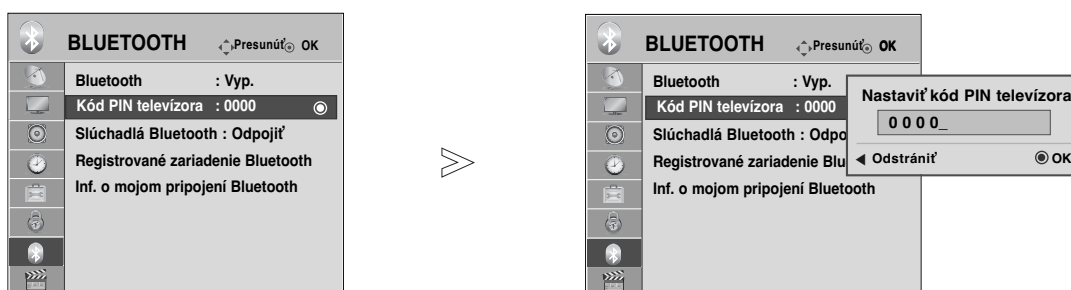 BLUETOOTH Presunúť OK
Bluetooth : Vyp.
Kód PIN televízora : 0000
Slúchadlá Bluetooth : Odpojiť
Registrované zariadenie Bluetooth
Inf. o mojom pripojení Bluetooth
BLUETOOTH Presunúť OK
Bluetooth : Vyp.
Kód PIN televízora : 0000
Slúchadlá Bluetooth : Odpo
Registrované zariadenie Blu
Inf. o mojom pripojení Bluetooth
Nastaviť kód PIN televízora
0 0 0 0_
Odstrániť OK